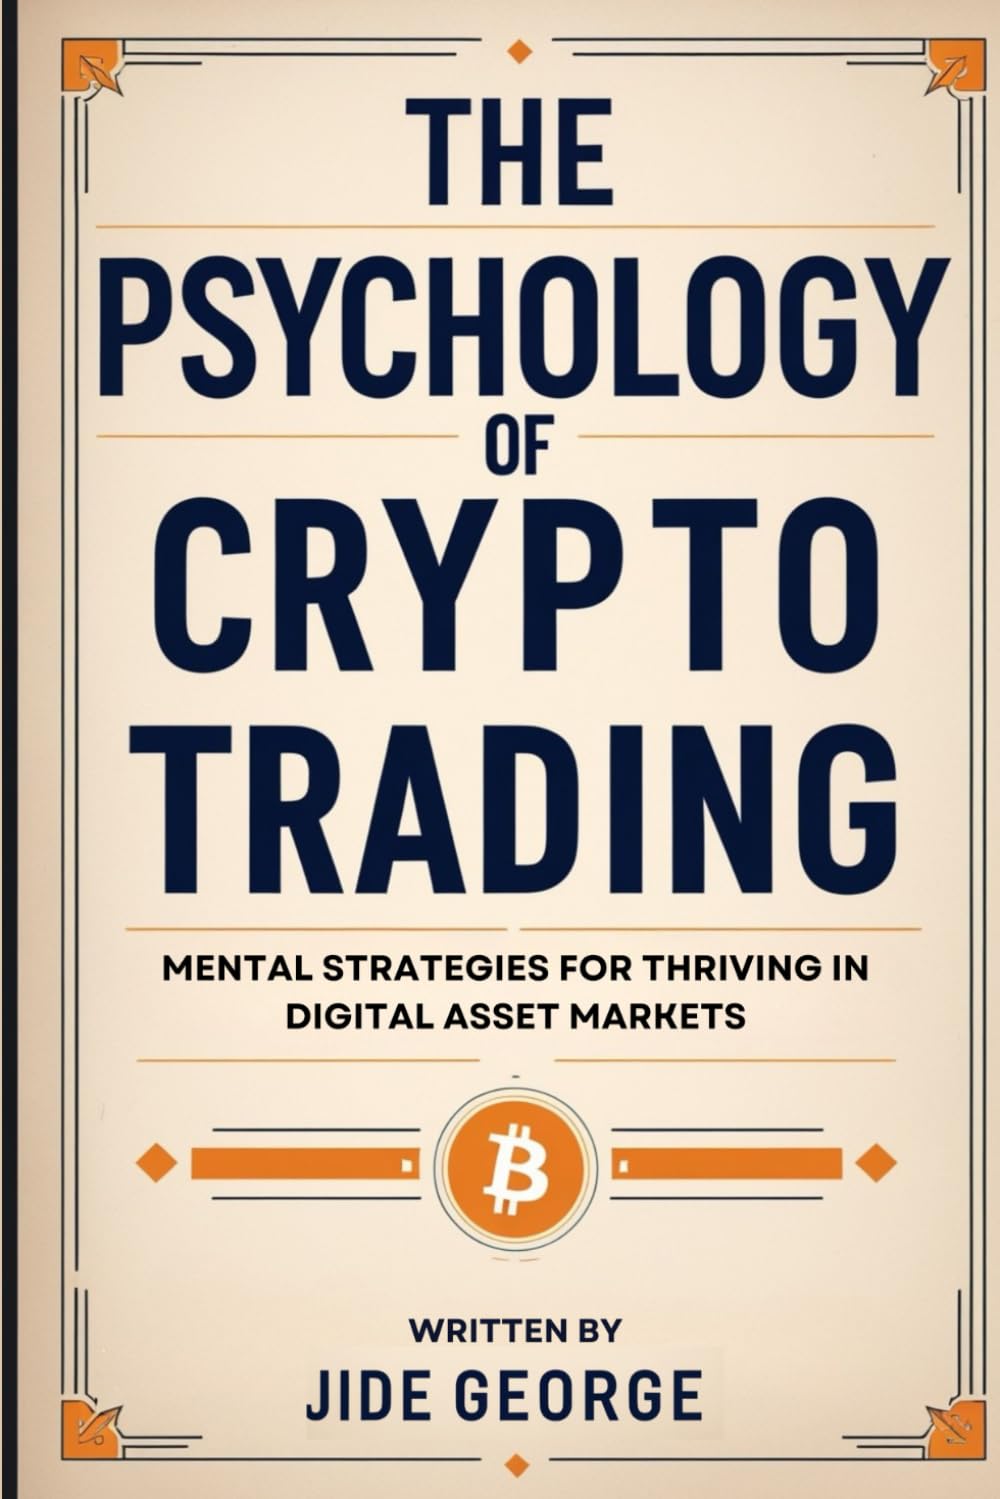 THE
PSYCHOLOGY
OF
CRYPTO
TRADING
MENTAL STRATEGIES FOR THRIVING IN
DIGITAL ASSET MARKETS
WRITTEN BY
JIDE GEORGE